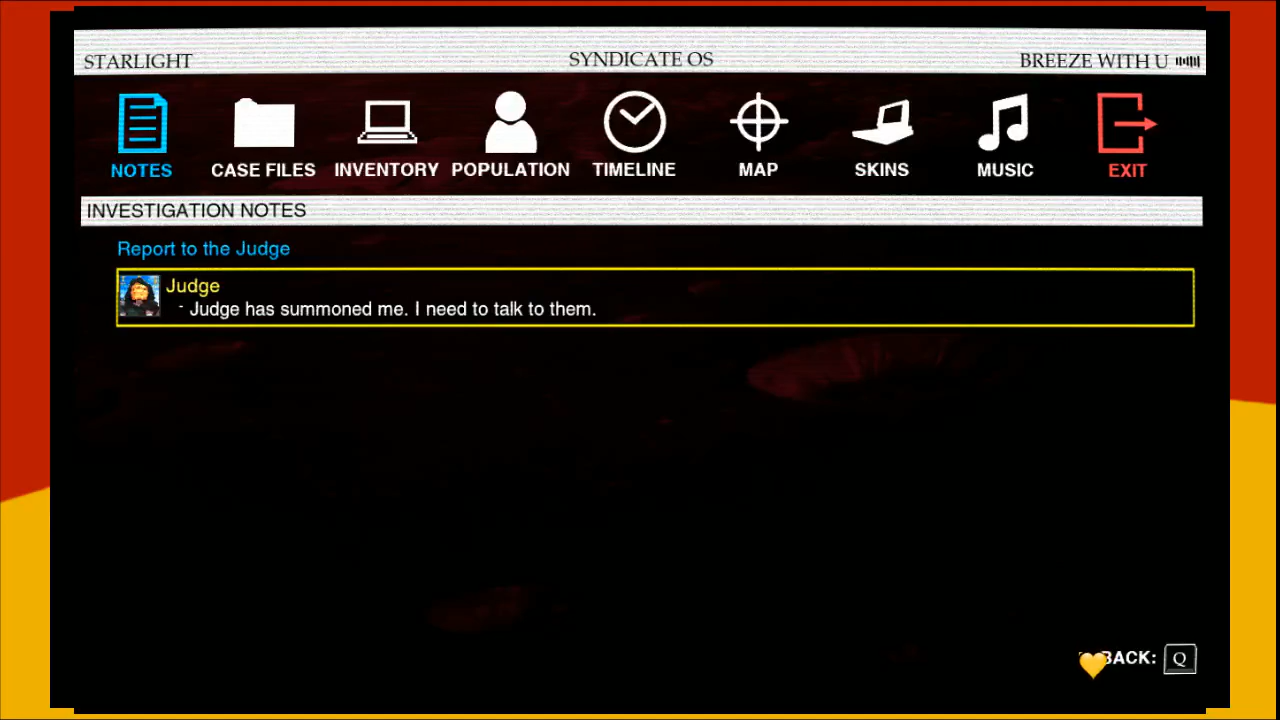 STARLIGHT SYNDICATE OS BREEZE WITH U
NOTES CASE FILES INVENTORY POPULATION TIMELINE MAP SKINS MUSIC EXIT
INVESTIGATION NOTES
Report to the Judge
Judge
- Judge has summoned me. I need to talk to them.
BACK: Q